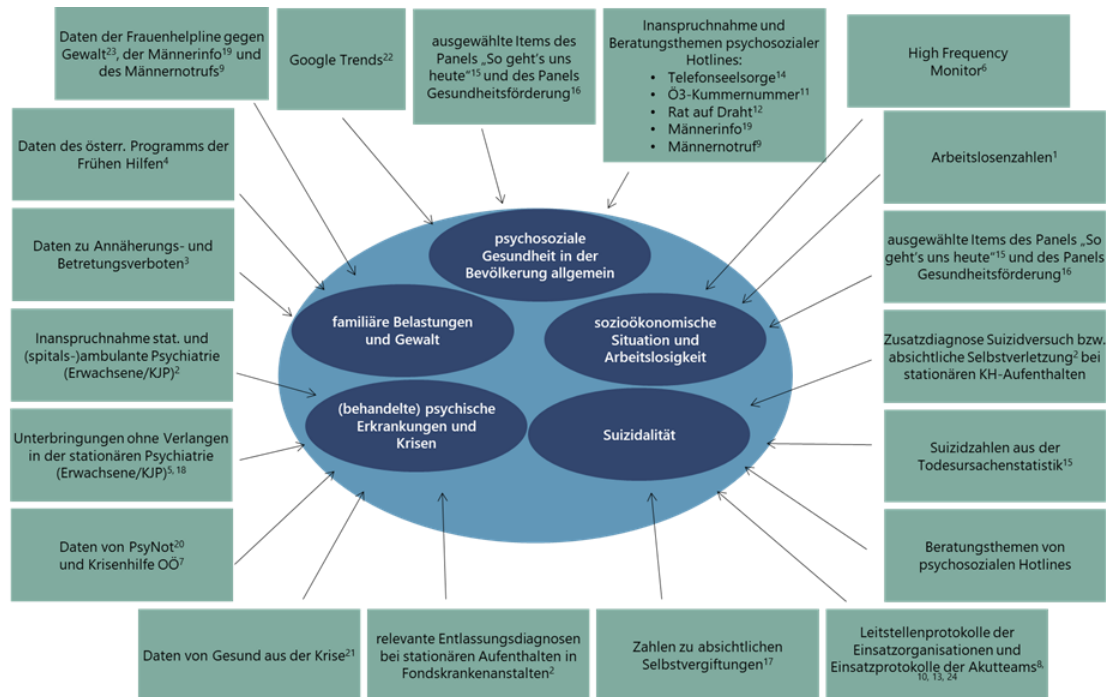 Daten der Frauenhelpline gegen
Gewalt²³, der Männerinfo¹⁹ und
des Männernotrufs⁹
Google Trends²²
ausgewählte Items des
Panels „So geht's uns
heute“¹⁵ und des Panels
Gesundheitsförderung¹⁶
Inanspruchnahme und
Beratungsthemen psychosozialer
Hotlines:
• Telefonseelsorge¹⁴
• Ö3-Kummernummer¹¹
• Rat auf Draht¹²
• Männerinfo¹⁹
• Männernotruf⁹
High Frequency
Monitor⁶
Daten des österr. Programms der
Frühen Hilfen⁴
Arbeitslosenzahlen¹
Daten zu Annäherungs- und
Betretungsverboten³
ausgewählte Items des Panels „So
geht's uns heute“¹⁵ und des Panels
Gesundheitsförderung¹⁶
Inanspruchnahme stat. und
(spitals-)ambulante Psychiatrie
(Erwachsene/KJP)²
Zusatzdiagnose Suizidversuch bzw.
absichtliche Selbstverletzung² bei
stationären KH-Aufenthalten
Unterbringungen ohne Verlangen
in der stationären Psychiatrie
(Erwachsene/KJP)⁵, ¹⁸
Suizidzahlen aus der
Todesursachenstatistik¹⁵
Daten von PsyNot²⁰
und Krisenhilfe OÖ⁷
Beratungsthemen von
psychosozialen Hotlines
psychosoziale
Gesundheit in der
Bevölkerung allgemein
familiäre Belastungen
und Gewalt
sozioökonomische
Situation und
Arbeitslosigkeit
(behandelte) psychische
Erkrankungen und
Krisen
Suizidalität
Daten von Gesund aus der Krise²¹
relevante Entlassungsdiagnosen
bei stationären Aufenthalten in
Fondskrankenanstalten²
Zahlen zu absichtlichen
Selbstvergiftungen¹⁷
Leitstellenprotokolle der
Einsatzorganisationen und
Einsatzprotokolle der Akutteams⁸,
¹⁰, ¹³, ²⁴